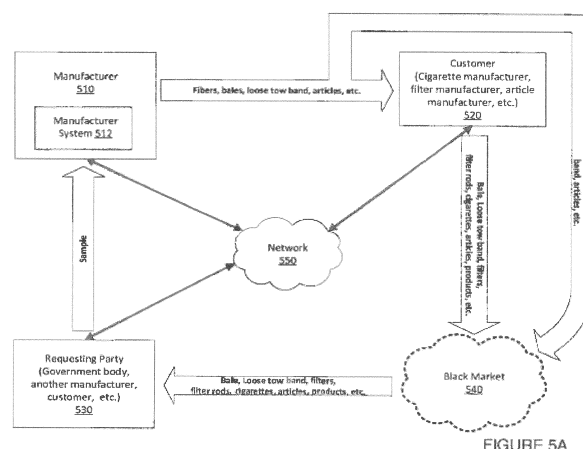 Manufacturer
510
Manufacturer
System 512
Fibers, bales, loose tow band, articles, etc.
Customer
(Cigarette manufacturer,
filter manufacturer, article
manufacturer, etc.)
520
band, articles, etc.
Bale, Loose tow band, filters,
filter rods, cigarettes, articles, products, etc.
Sample
Network
550
Requesting Party
(Government body,
another manufacturer,
customer, etc.)
530
Bale, Loose tow band, filters,
filter rods, cigarettes, articles, products, etc.
Black Market
540
FIGURE 5A